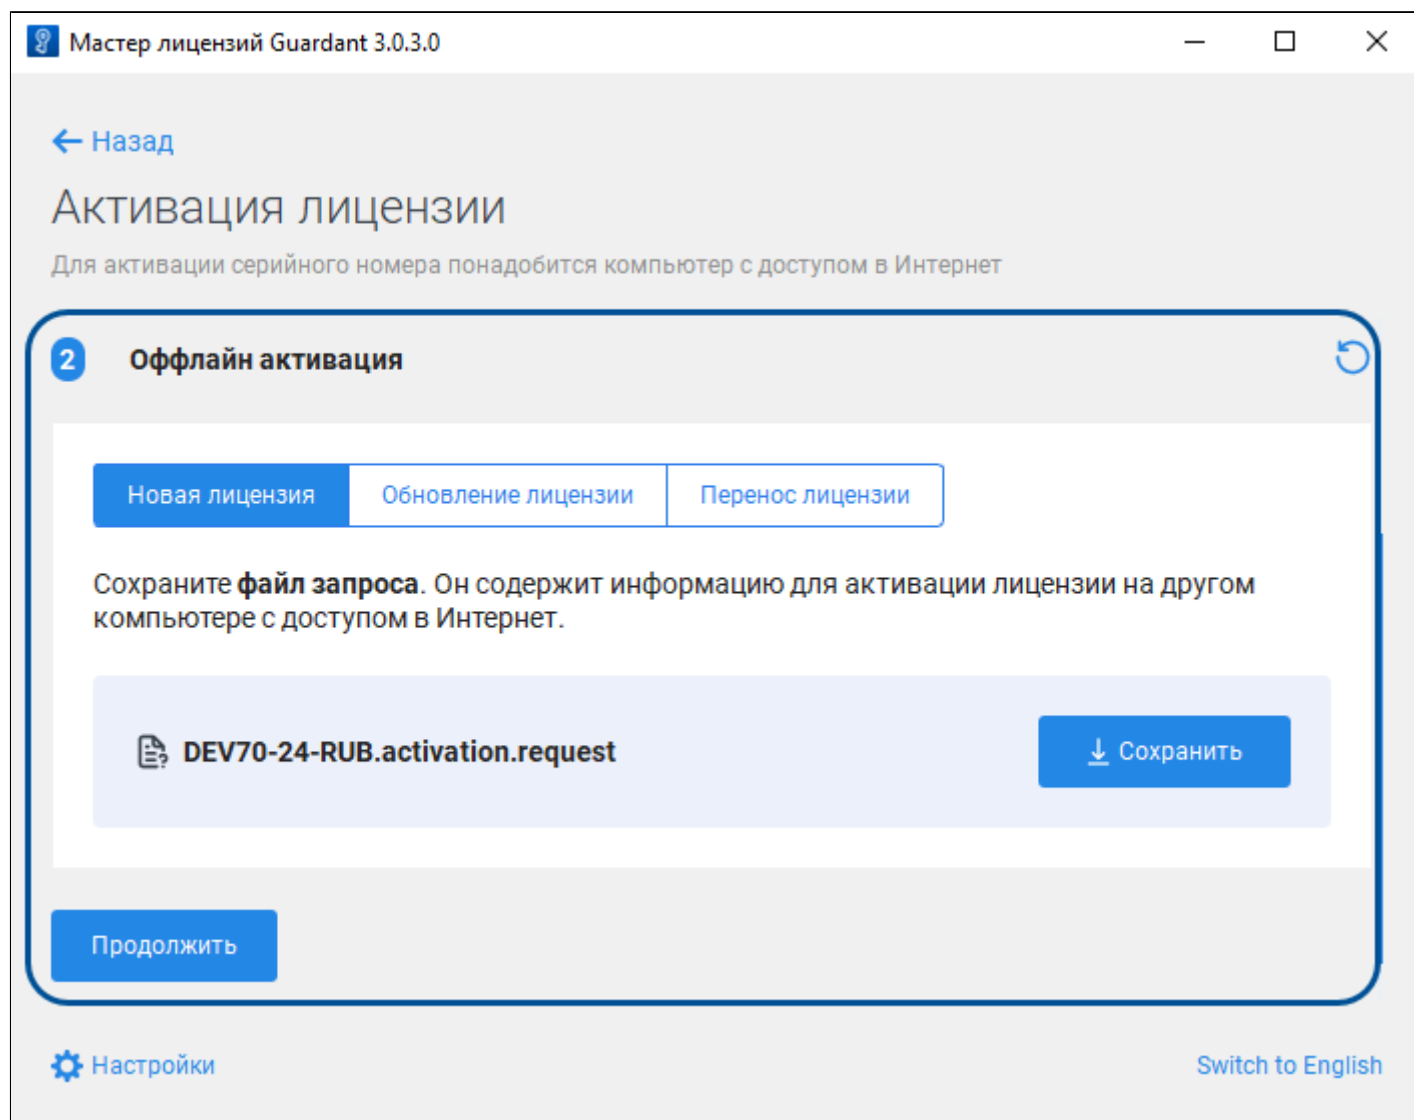 Мастер лицензий Guardant 3.0.3.0
Назад
Активация лицензии
Для активации серийного номера понадобится компьютер с доступом в Интернет
2 Оффлайн активация
Новая лицензия Обновление лицензии Перенос лицензии
Сохраните файл запроса. Он содержит информацию для активации лицензии на другом
компьютере с доступом в Интернет.
DEV70-24-RUB.activation.request Сохранить
Продолжить
Настройки Switch to English